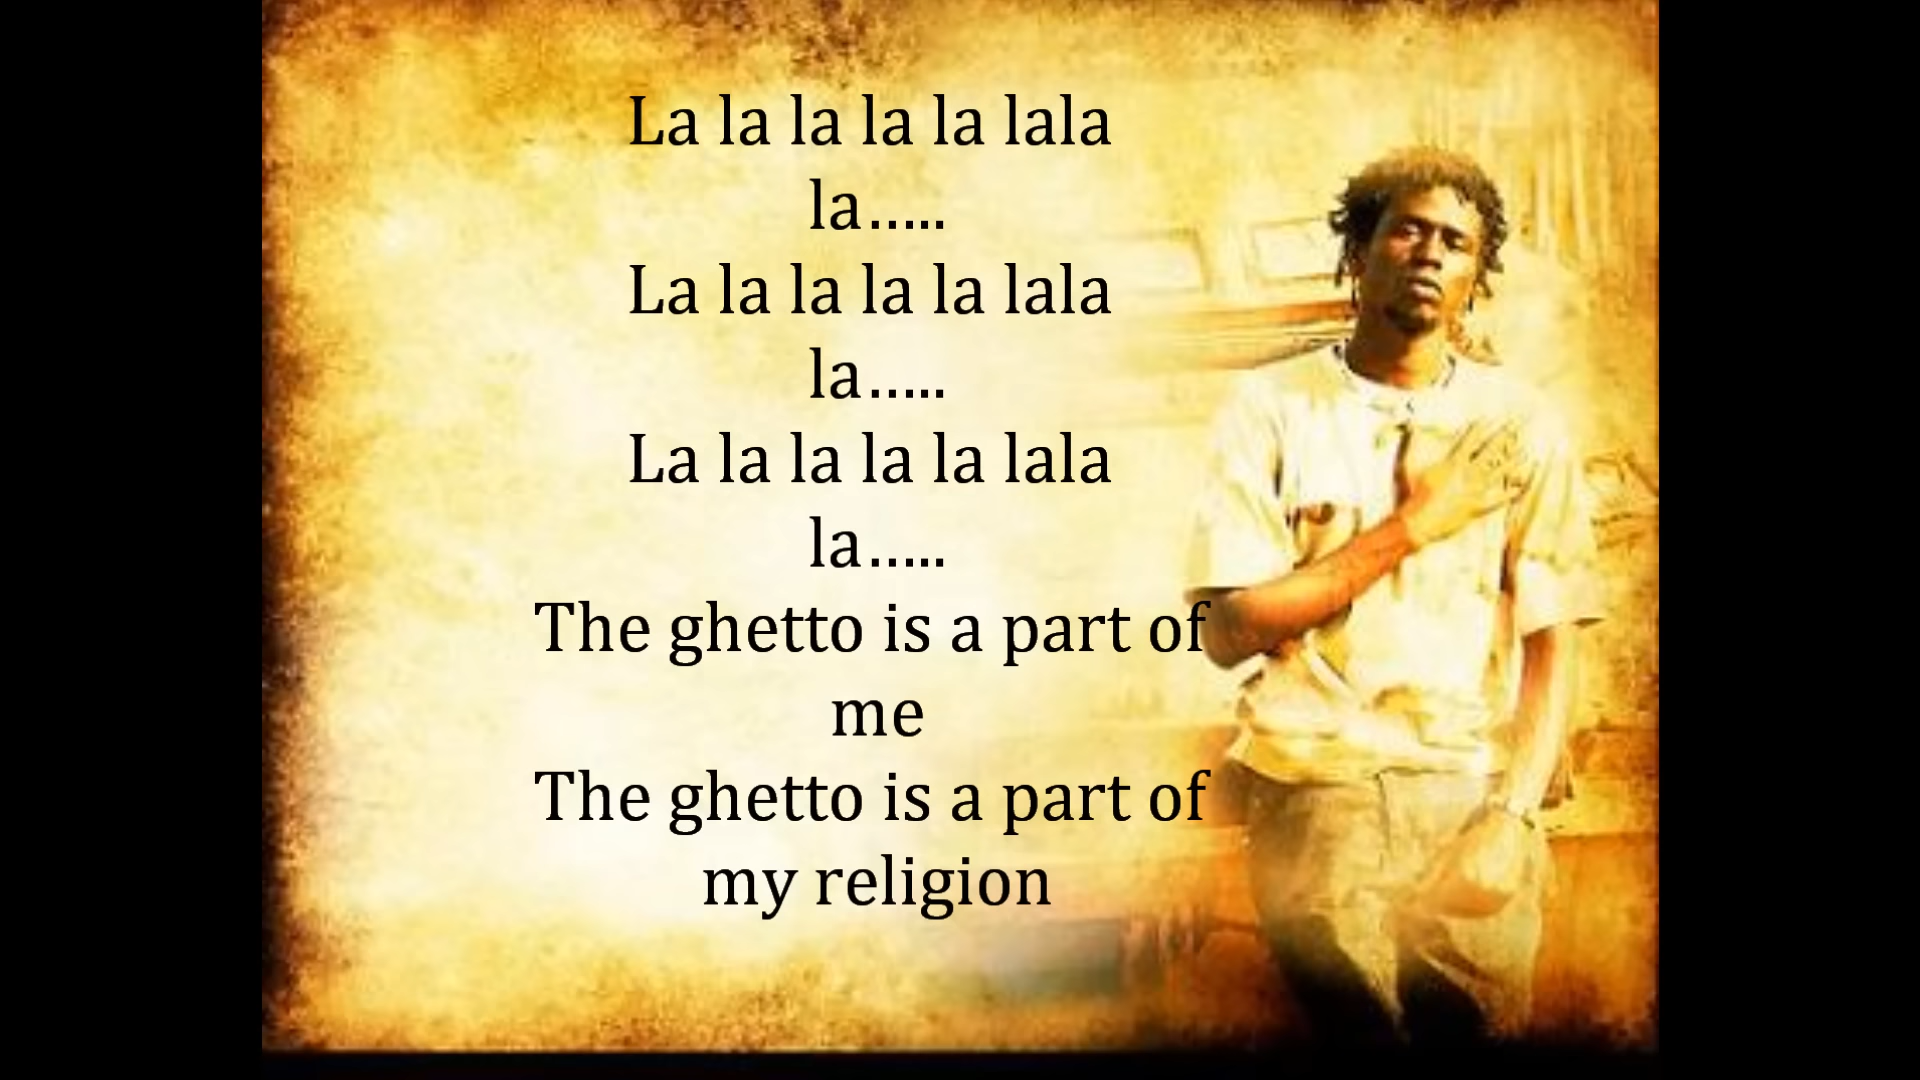 La la la la la lala
la.....
La la la la la lala
la.....
La la la la la lala
la.....
The ghetto is a part of
me
The ghetto is a part of
my religion